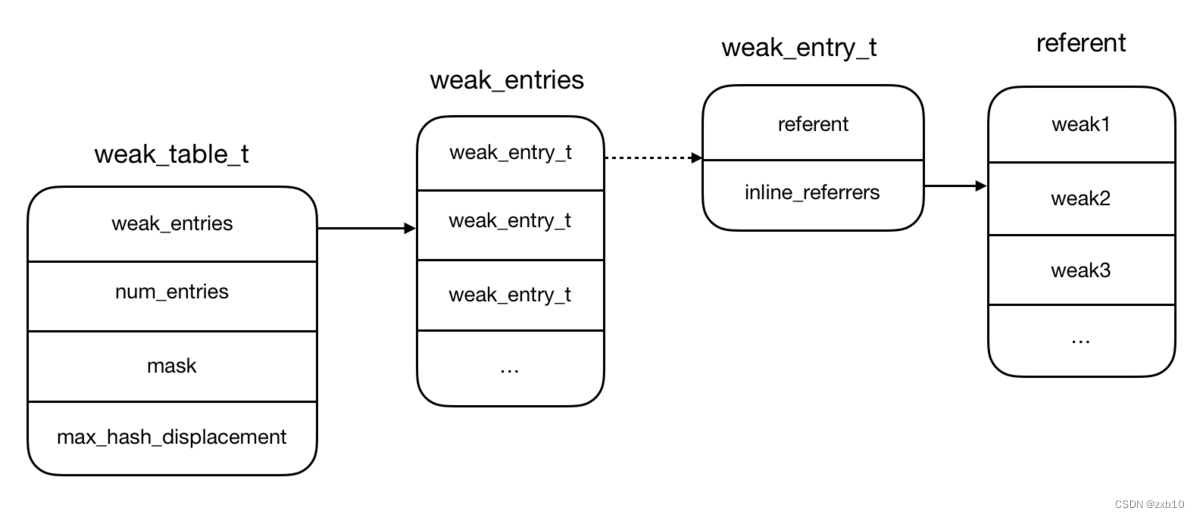 weak_table_t
weak_entries
num_entries
mask
max_hash_displacement
weak_entries
weak_entry_t
weak_entry_t
weak_entry_t
...
weak_entry_t
referent
inline_referrers
referent
weak1
weak2
weak3
...
CSDN @zxb10